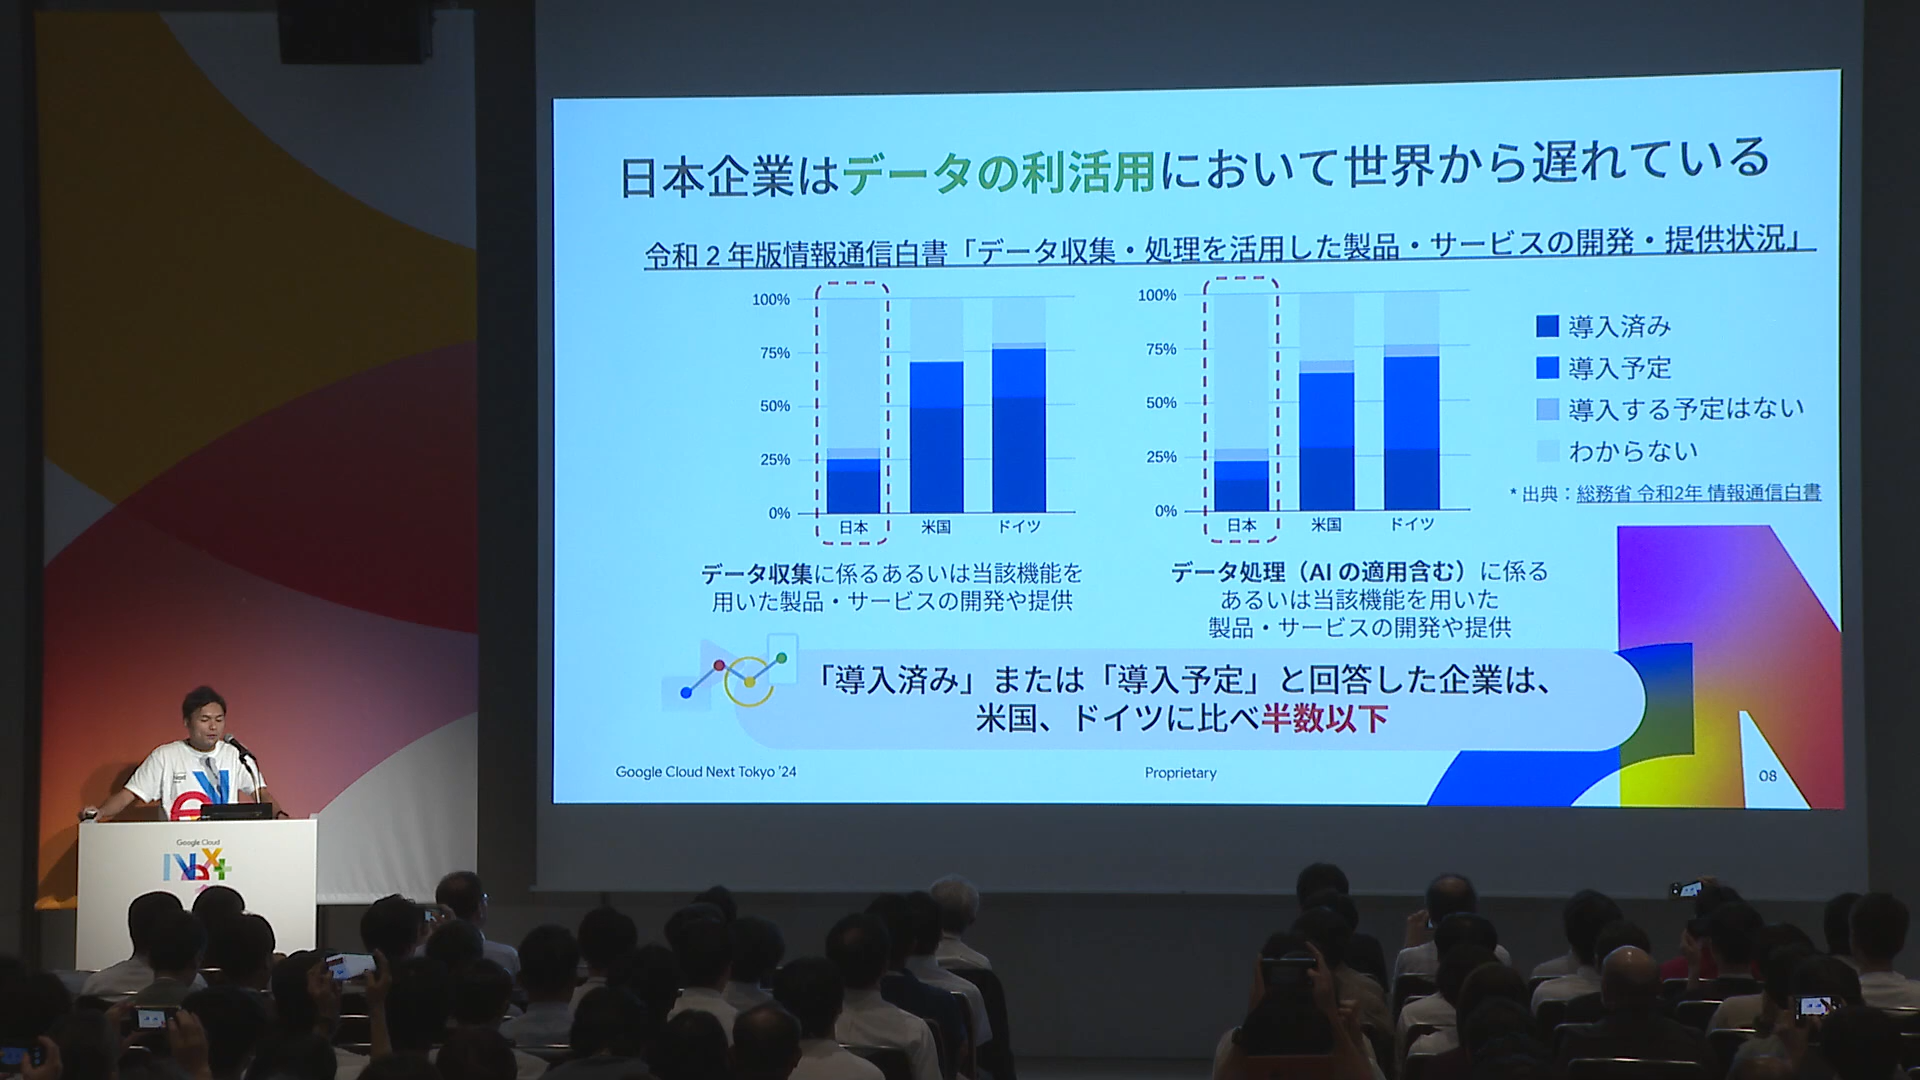 日本企業はデータの利活用において世界から遅れている
令和2年版情報通信白書「データ収集・処理を活用した製品・サービスの開発・提供状況」
100%
75%
50%
25%
0%
日本
米国
ドイツ
データ収集に係るあるいは当該機能を
用いた製品・サービスの開発や提供
100%
75%
50%
25%
0%
日本
米国
ドイツ
データ処理（AIの適用含む）に係る
あるいは当該機能を用いた
製品・サービスの開発や提供
導入済み
導入予定
導入する予定はない
わからない
* 出典：総務省 令和2年 情報通信白書
「導入済み」または「導入予定」と回答した企業は、
米国、ドイツに比べ半数以下
Google Cloud Next Tokyo '24
Proprietary
08
Google Cloud
Next